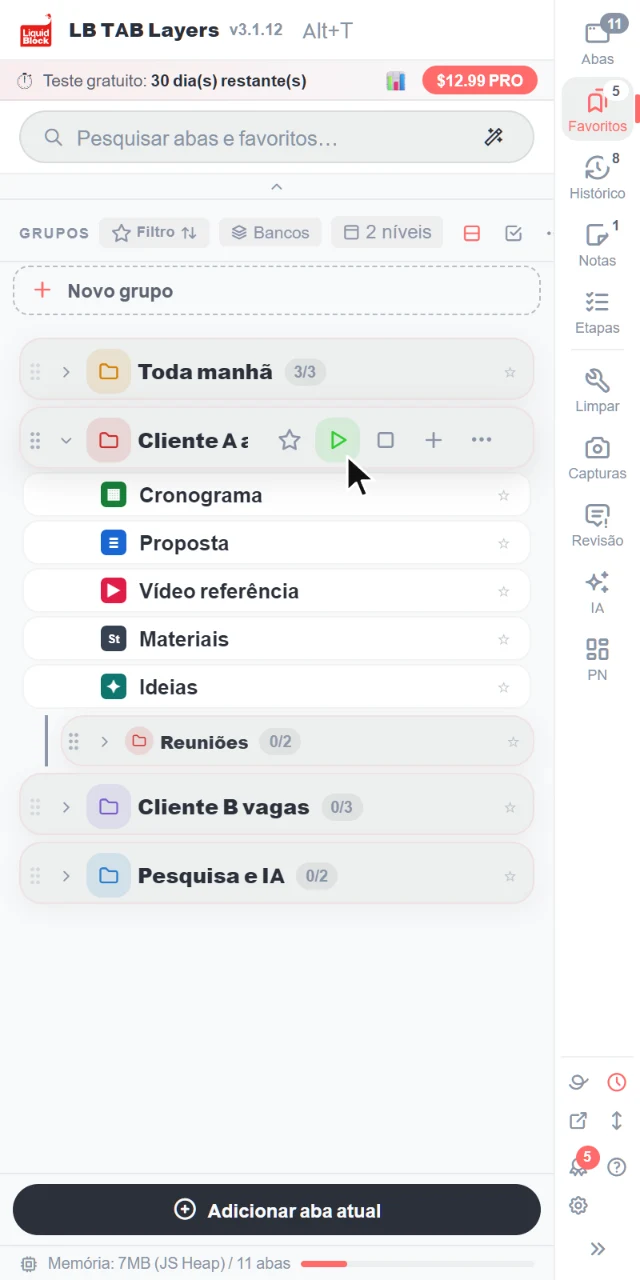 Liquid Block
LB TAB Layers v3.1.12 Alt+T
Teste gratuito: 30 dia(s) restante(s) $12.99 PRO
Pesquisar abas e favoritos…
GRUPOS Filtro Bancos 2 níveis
Novo grupo
Toda manhã 3/3
Cliente A
Cronograma
Proposta
Vídeo referência
St Materiais
Ideias
Reuniões 0/2
Cliente B vagas 0/3
Pesquisa e IA 0/2
Adicionar aba atual
Memória: 7MB (JS Heap) / 11 abas
11
Abas
5
Favoritos
8
Histórico
1
Notas
Etapas
Limpar
Capturas
Revisão
IA
PN
5